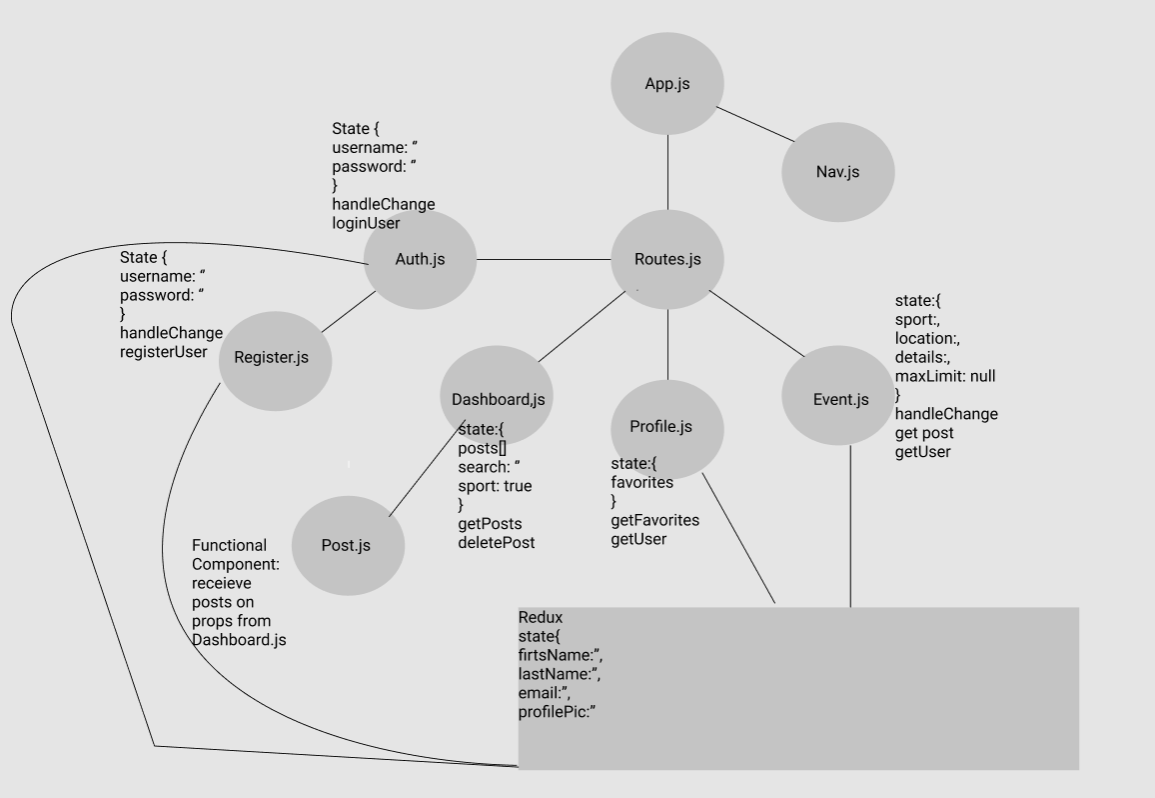 App.js
Nav.js
State {
username: ‘’
password: ‘’
}
handleChange
loginUser
Auth.js
Routes.js
State {
username: ‘’
password: ‘’
}
handleChange
registerUser
Register.js
Dashboard,js
state:{
posts[]
search: ‘’
sport: true
}
getPosts
deletePost
Profile.js
state:{
favorites
}
getFavorites
getUser
Event.js
state:{
sport:,
location:,
details:,
maxLimit: null
}
handleChange
get post
getUser
Post.js
Functional
Component:
receieve
posts on
props from
Dashboard.js
Redux
state{
firtsName:’’,
lastName:’’,
email:’’,
profilePic:’’